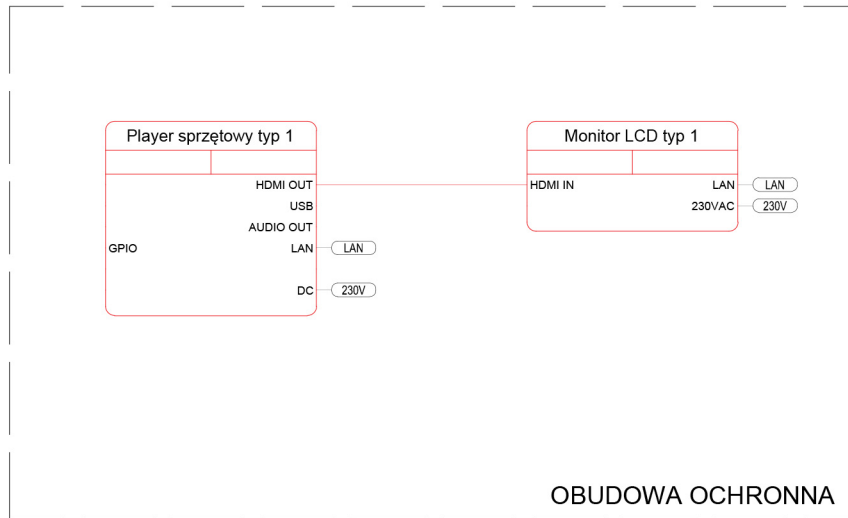 Player sprzętowy typ 1
Monitor LCD typ 1
HDMI OUT
HDMI IN
LAN
LAN
USB
230VAC
230V
AUDIO OUT
GPIO
LAN
LAN
DC
230V
OBUDOWA OCHRONNA